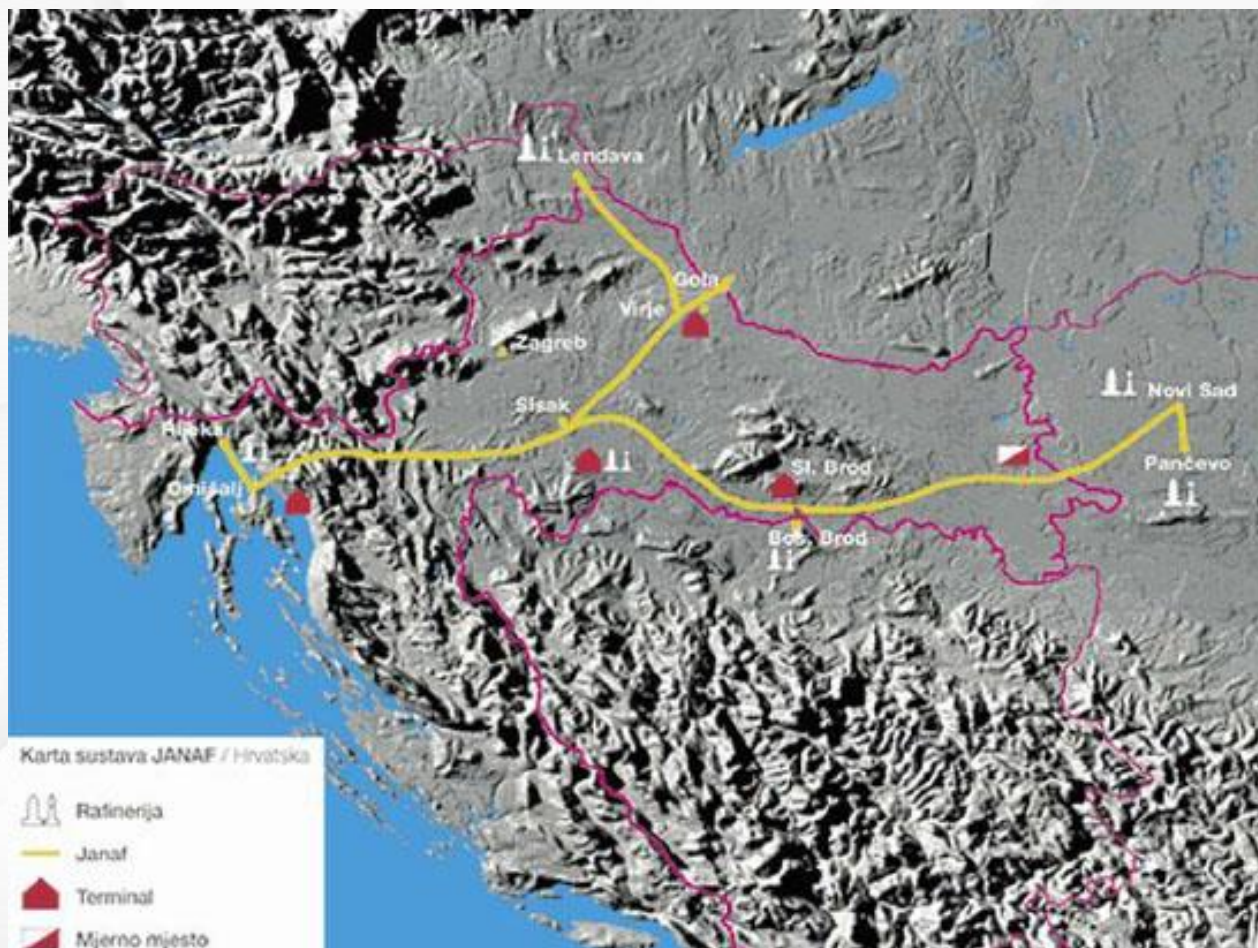 Lendava
Gola
Virje
Zagreb
Sisak
Rijeka
Omišalj
Sl. Brod
Bos. Brod
Novi Sad
Pančevo
Karta sustava JANAF / Hrvatska
Rafinerija
Janaf
Terminal
Mjerno mjesto